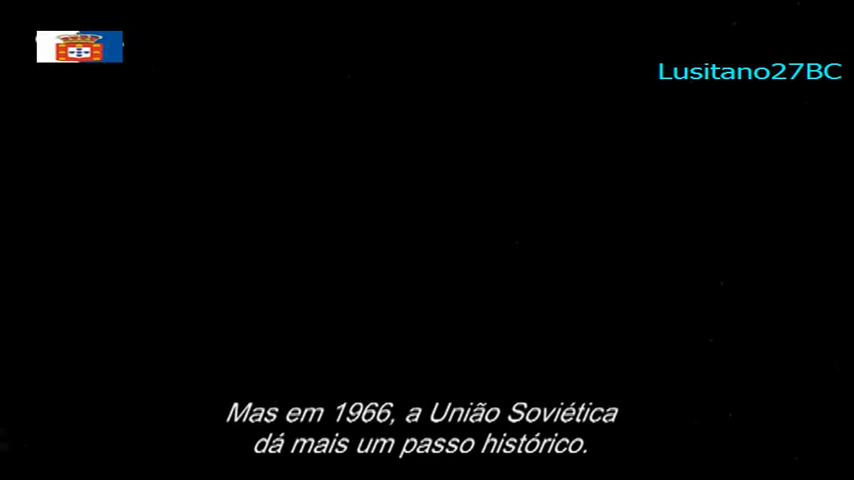 Lusitano27BC
Mas em 1966, a União Soviética
dá mais um passo histórico.